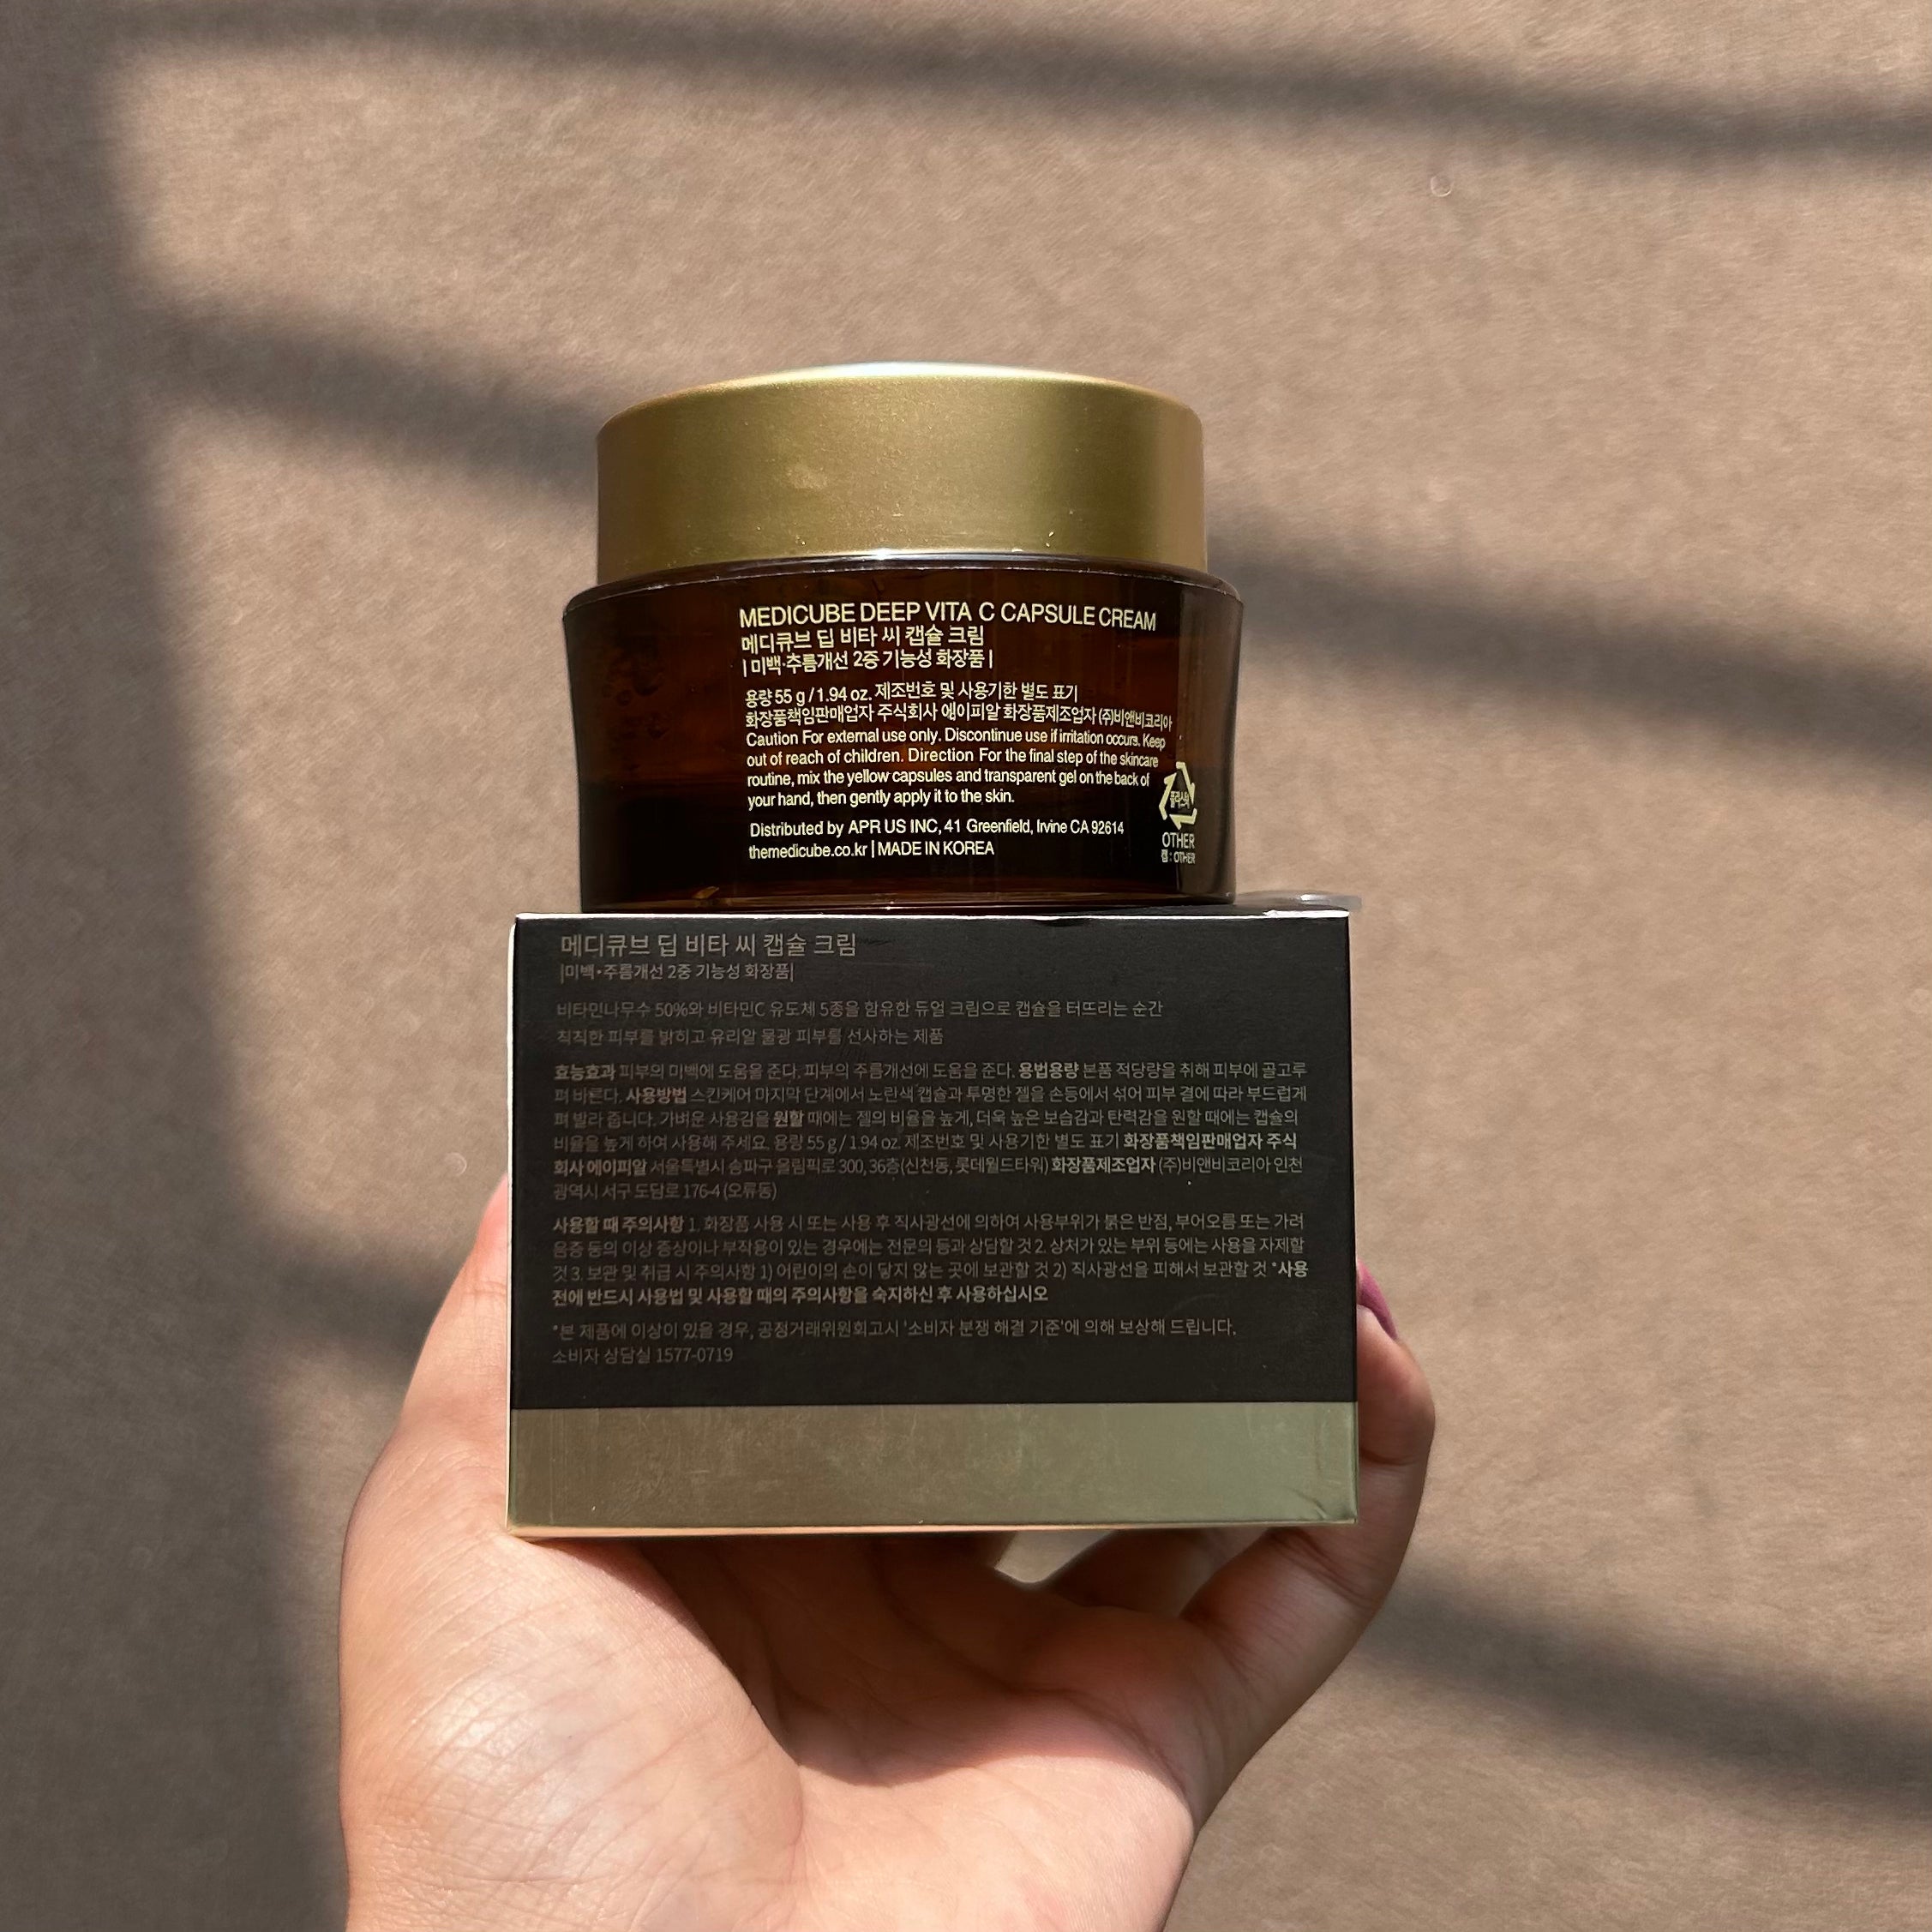 MEDICUBE DEEP VITA C CAPSULE CREAM
메디큐브 딥 비타 씨 캡슐 크림
| 미백·주름개선 2중 기능성 화장품 |
용량 55 g / 1.94 oz. 제조번호 및 사용기한 별도 표기
화장품책임판매업자 주식회사 에이피알 화장품제조업자 (주)비앤비코리아
Caution For external use only. Discontinue use if irritation occurs. Keep
out of reach of children. Direction For the final step of the skincare
routine, mix the yellow capsules and transparent gel on the back of
your hand, then gently apply it to the skin.
Distributed by APR US INC, 41 Greenfield, Irvine CA 92614
themedicube.co.kr | MADE IN KOREA
플라스틱
OTHER
캡 : OTHER
메디큐브 딥 비타 씨 캡슐 크림
|미백·주름개선 2중 기능성 화장품|
비타민나무수 50%와 비타민C 유도체 5종을 함유한 듀얼 크림으로 캡슐을 터뜨리는 순간
칙칙한 피부를 밝히고 유리알 물광 피부를 선사하는 제품
효능효과 피부의 미백에 도움을 준다. 피부의 주름개선에 도움을 준다. 용법용량 본품 적당량을 취해 피부에 골고루
펴 바른다. 사용방법 스킨케어 마지막 단계에서 노란색 캡슐과 투명한 젤을 손등에서 섞어 피부 결에 따라 부드럽게
펴 발라 줍니다. 가벼운 사용감을 원할 때에는 젤의 비율을 높게, 더욱 높은 보습감과 탄력감을 원할 때에는 캡슐의
비율을 높게 하여 사용해 주세요. 용량 55 g / 1.94 oz. 제조번호 및 사용기한 별도 표기 화장품책임판매업자 주식
회사 에이피알 서울특별시 송파구 올림픽로 300, 36층(신천동, 롯데월드타워) 화장품제조업자 (주)비앤비코리아 인천
광역시 서구 도담로 176-4 (오류동)
사용할 때 주의사항 1. 화장품 사용 시 또는 사용 후 직사광선에 의하여 사용부위가 붉은 반점, 부어오름 또는 가려
움증 등의 이상 증상이나 부작용이 있는 경우에는 전문의 등과 상담할 것 2. 상처가 있는 부위 등에는 사용을 자제할
것 3. 보관 및 취급 시 주의사항 1) 어린이의 손이 닿지 않는 곳에 보관할 것 2) 직사광선을 피해서 보관할 것 *사용
전에 반드시 사용법 및 사용할 때의 주의사항을 숙지하신 후 사용하십시오
*본 제품에 이상이 있을 경우, 공정거래위원회고시 '소비자 분쟁 해결 기준'에 의해 보상해 드립니다.
소비자 상담실 1577-0719